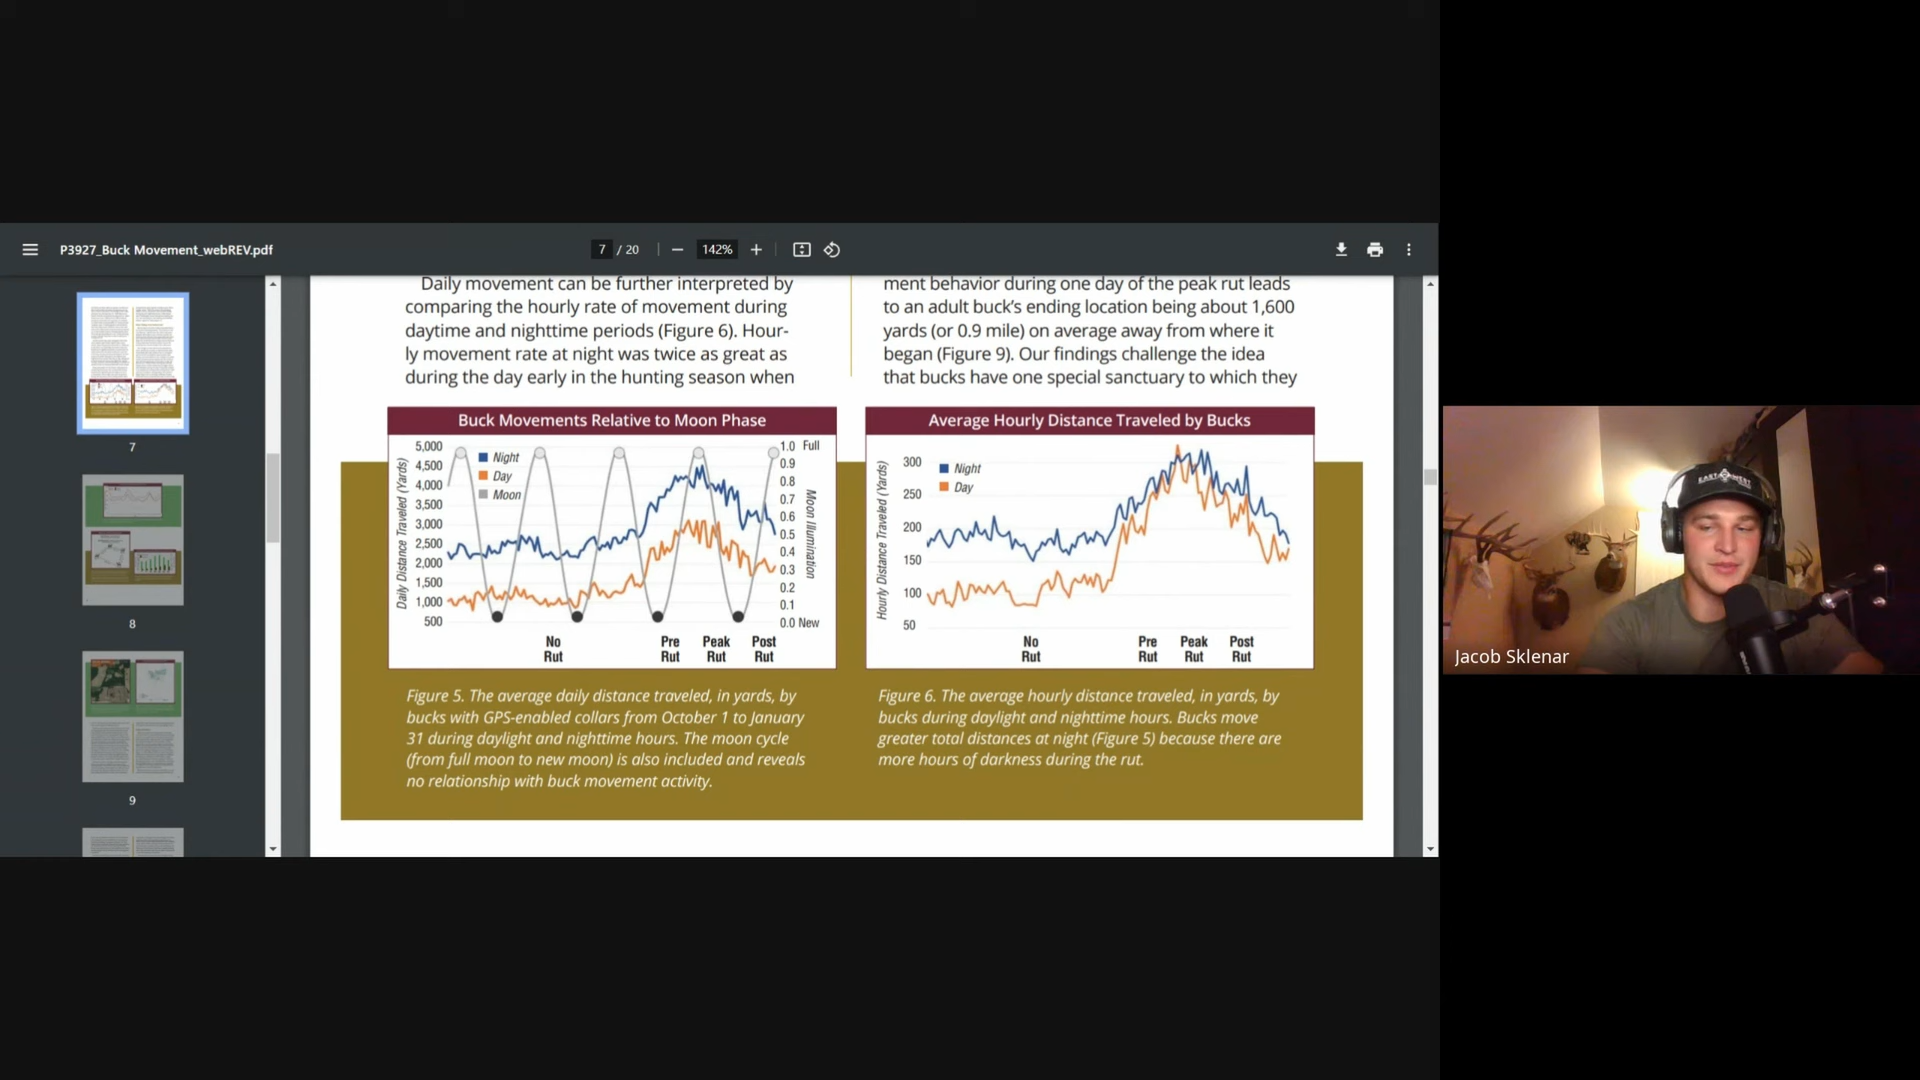 P3927_Buck Movement_webREV.pdf
7 / 20
142%
7
8
9
Daily movement can be further interpreted by
comparing the hourly rate of movement during
daytime and nighttime periods (Figure 6). Hour-
ly movement rate at night was twice as great as
during the day early in the hunting season when
ment behavior during one day of the peak rut leads
to an adult buck's ending location being about 1,600
yards (or 0.9 mile) on average away from where it
began (Figure 9). Our findings challenge the idea
that bucks have one special sanctuary to which they
Buck Movements Relative to Moon Phase
Daily Distance Traveled (Yards)
5,000
4,500
4,000
3,500
3,000
2,500
2,000
1,500
1,000
500
Night
Day
Moon
1.0 Full
0.9
0.8
0.7
0.6
0.5
0.4
0.3
0.2
0.1
0.0 New
Moon Illumination
No Rut
Pre Rut
Peak Rut
Post Rut
Figure 5. The average daily distance traveled, in yards, by
bucks with GPS-enabled collars from October 1 to January
31 during daylight and nighttime hours. The moon cycle
(from full moon to new moon) is also included and reveals
no relationship with buck movement activity.
Average Hourly Distance Traveled by Bucks
Hourly Distance Traveled (Yards)
300
250
200
150
100
50
Night
Day
No Rut
Pre Rut
Peak Rut
Post Rut
Figure 6. The average hourly distance traveled, in yards, by
bucks during daylight and nighttime hours. Bucks move
greater total distances at night (Figure 5) because there are
more hours of darkness during the rut.
EAST WEST
Jacob Sklenar